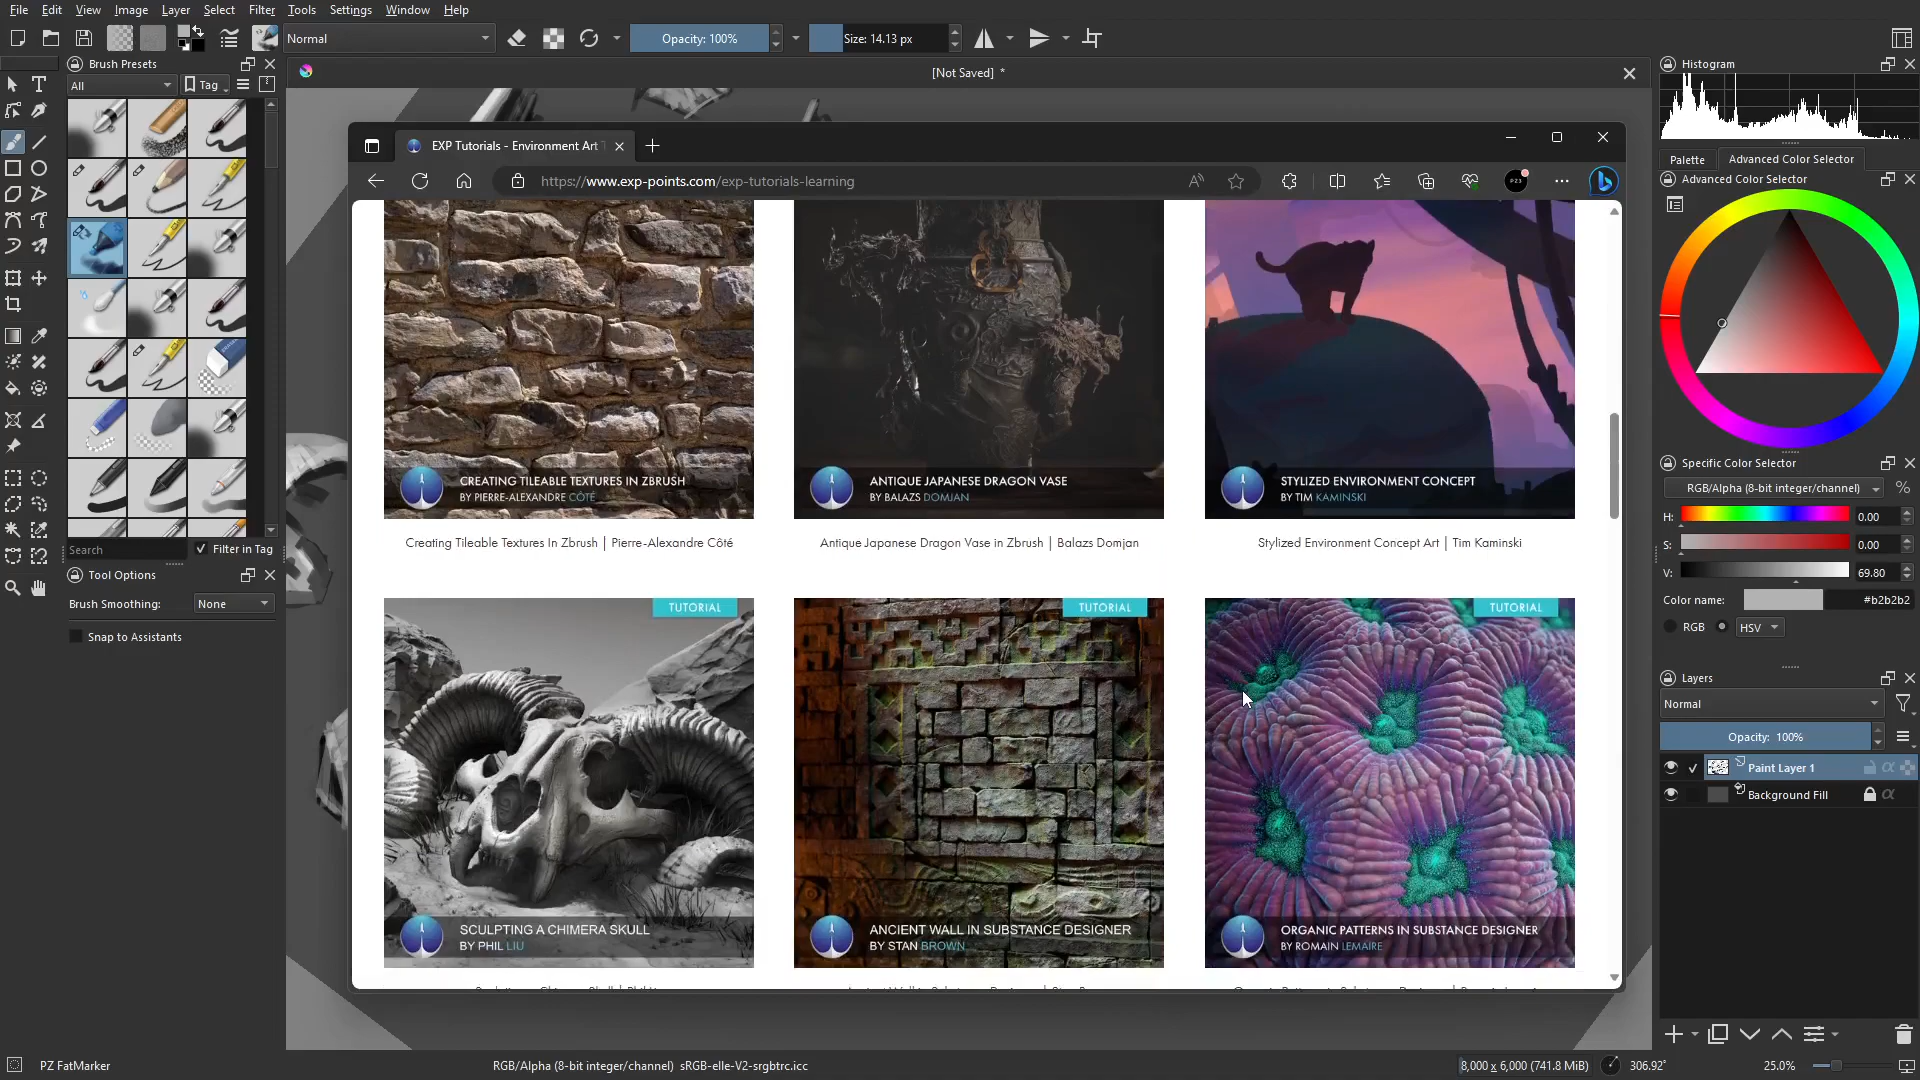 File Edit View Image Layer Select Filter Tools Settings Window Help
Normal
Opacity: 100%
Size: 14.13 px
Brush Presets
[Not Saved] *
Histogram
All
Tag
EXP Tutorials - Environment Art T
https://www.exp-points.com/exp-tutorials-learning
Palette
Advanced Color Selector
Advanced Color Selector
CREATING TILEABLE TEXTURES IN ZBRUSH
BY PIERRE-ALEXANDRE CÔTÉ
ANTIQUE JAPANESE DRAGON VASE
BY BALAZS DOMJAN
STYLIZED ENVIRONMENT CONCEPT
BY TIM KAMINSKI
Creating Tileable Textures In Zbrush | Pierre-Alexandre Côté
Antique Japanese Dragon Vase in Zbrush | Balazs Domjan
Stylized Environment Concept Art | Tim Kaminski
Search
Filter in Tag
Tool Options
Brush Smoothing:
None
Snap to Assistants
Specific Color Selector
RGB/Alpha (8-bit integer/channel)
%
H:
0.00
S:
0.00
V:
69.80
Color name:
#b2b2b2
RGB
HSV
TUTORIAL
TUTORIAL
TUTORIAL
Layers
Normal
Opacity: 100%
Paint Layer 1
Background Fill
SCULPTING A CHIMERA SKULL
BY PHIL LIU
ANCIENT WALL IN SUBSTANCE DESIGNER
BY STAN BROWN
ORGANIC PATTERNS IN SUBSTANCE DESIGNER
BY ROMAIN LEMAIRE
PZ FatMarker
RGB/Alpha (8-bit integer/channel) sRGB-elle-V2-srgbtrc.icc
8,000 x 6,000 (741.8 MiB)
306.92°
25.0%